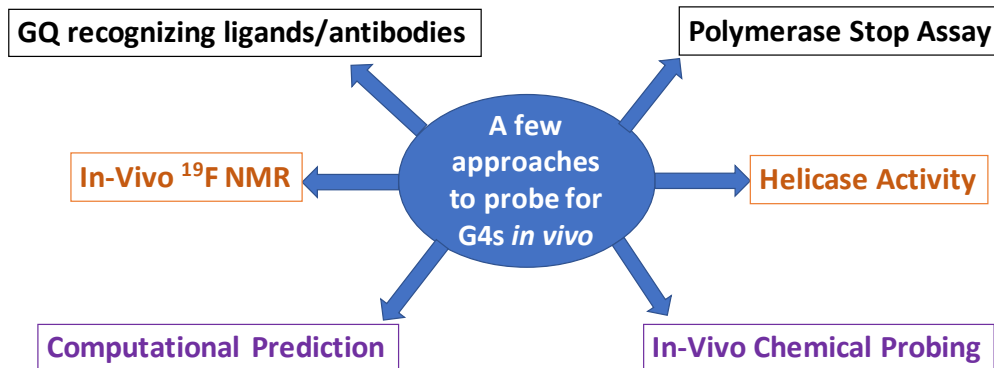 GQ recognizing ligands/antibodies
Polymerase Stop Assay
A few
approaches
to probe for
G4s in vivo
In-Vivo ¹⁹F NMR
Helicase Activity
Computational Prediction
In-Vivo Chemical Probing